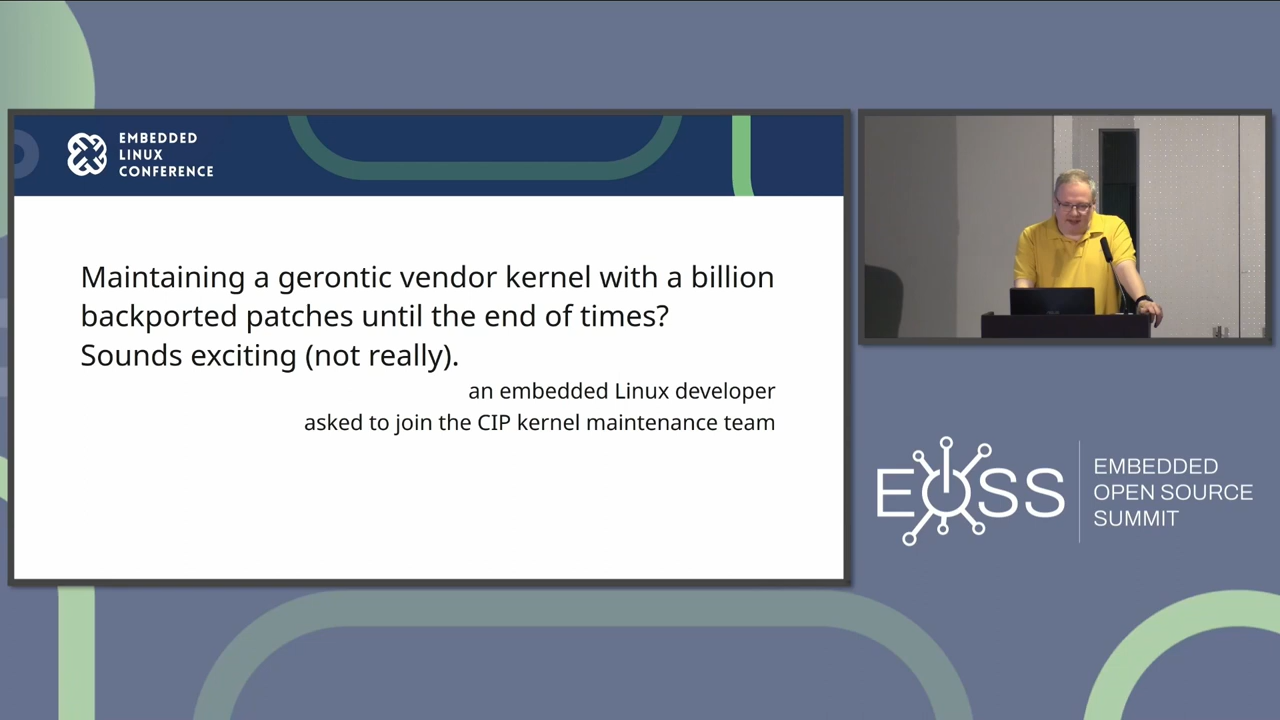 EMBEDDED
LINUX
CONFERENCE
Maintaining a gerontic vendor kernel with a billion
backported patches until the end of times?
Sounds exciting (not really).
an embedded Linux developer
asked to join the CIP kernel maintenance team
EOSS
EMBEDDED
OPEN SOURCE
SUMMIT